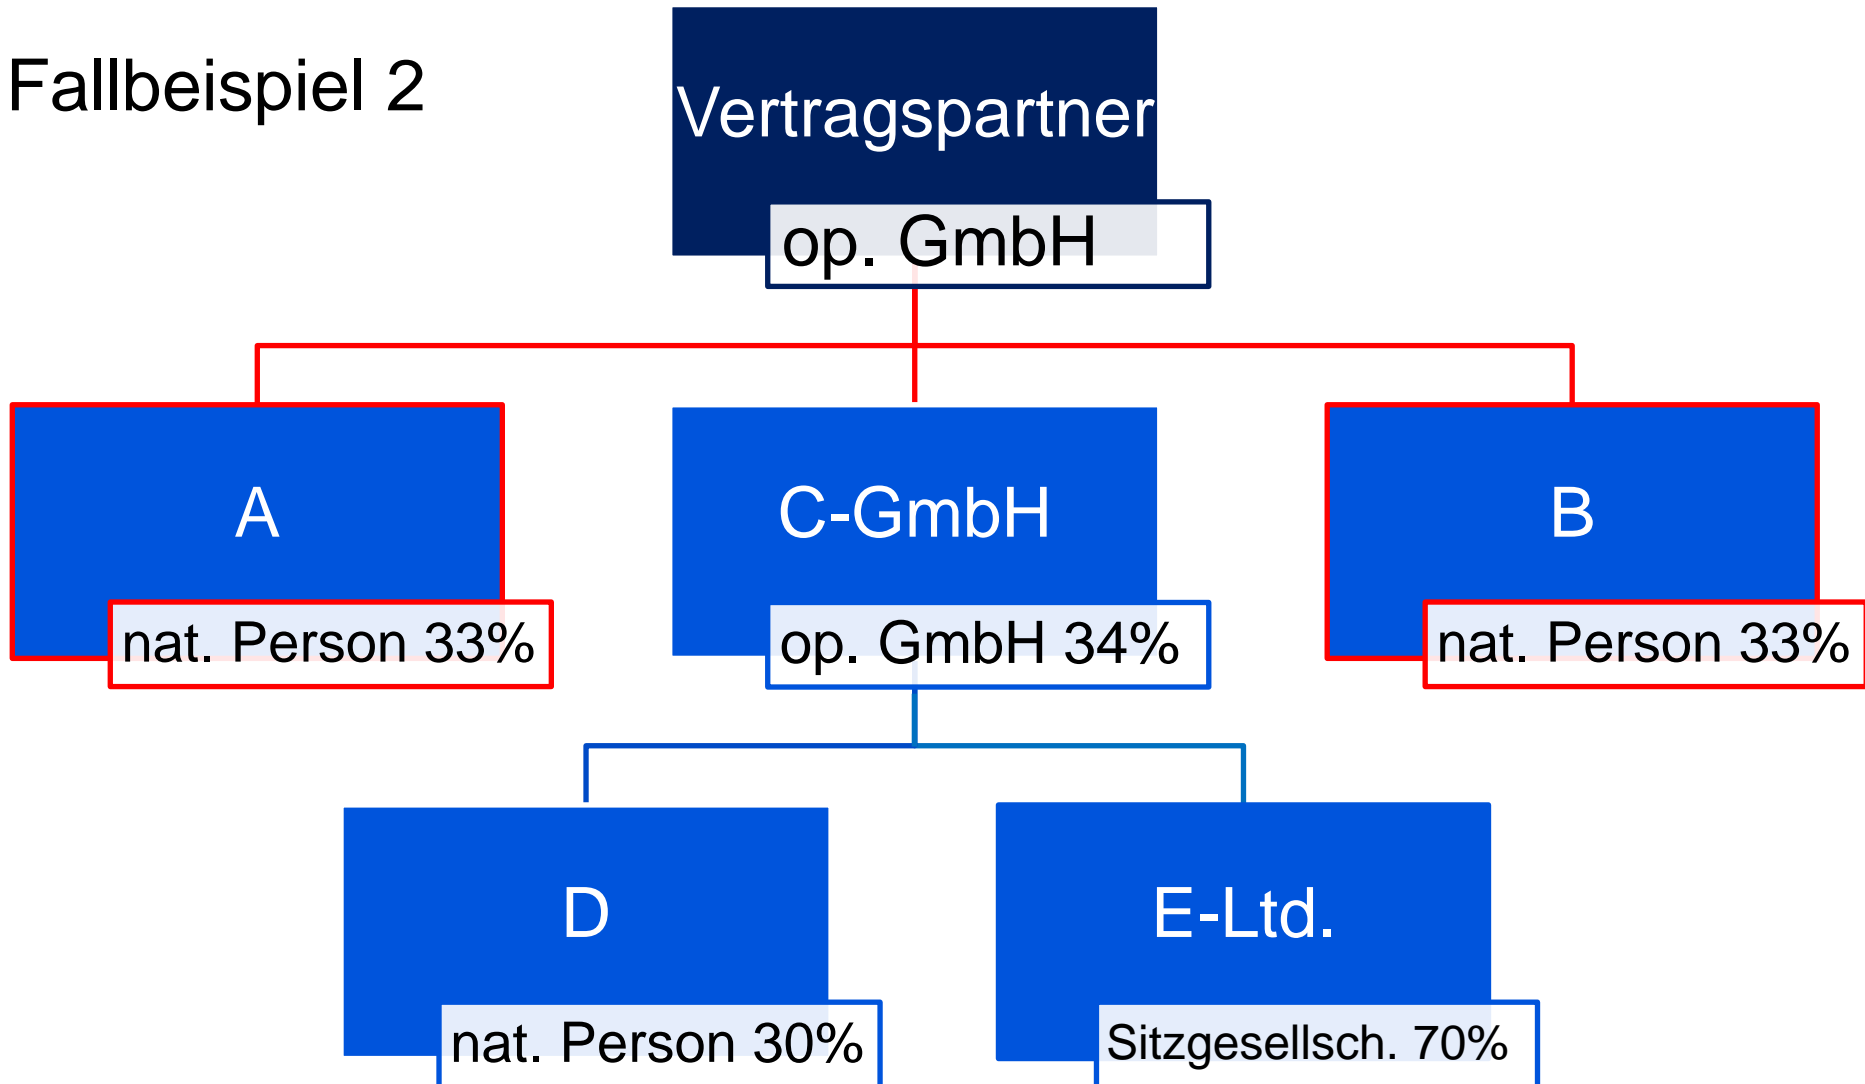 Fallbeispiel 2
Vertragspartner
op. GmbH
A
nat. Person 33%
C-GmbH
op. GmbH 34%
B
nat. Person 33%
D
nat. Person 30%
E-Ltd.
Sitzgesellsch. 70%